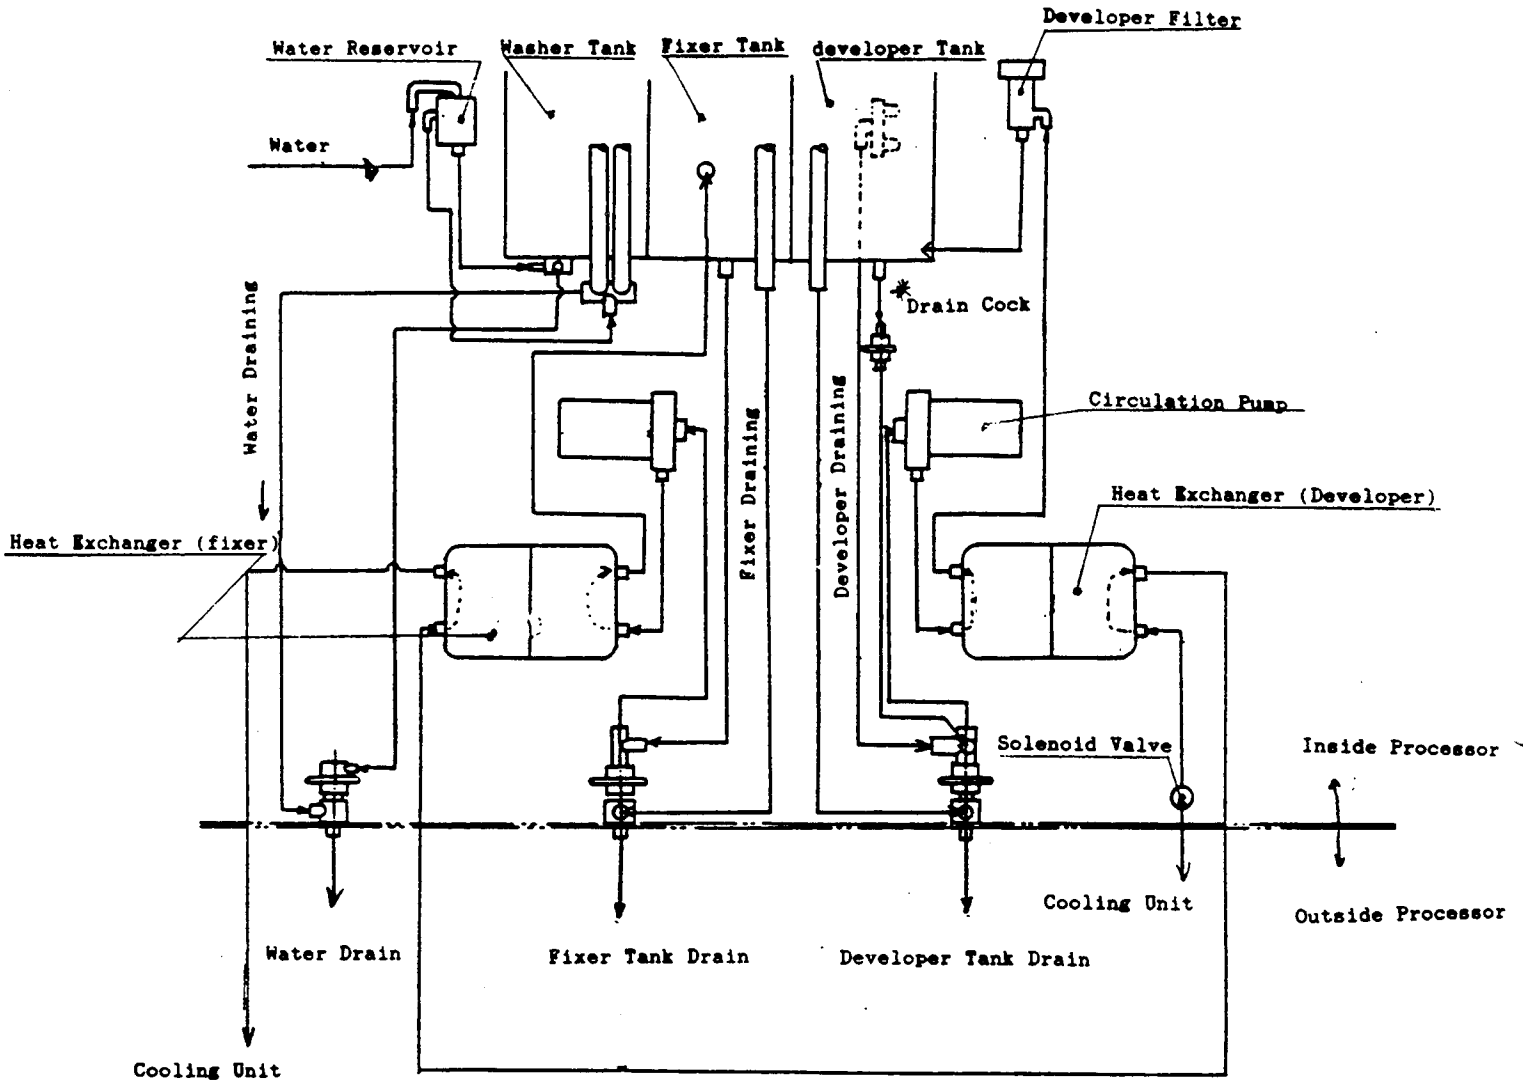 Developer Filter
Water Reservoir
Washer Tank
Fixer Tank
developer Tank
Water
Drain Cock
Water Draining
Circulation Pump
Fixer Draining
Developer Draining
Heat Exchanger (Developer)
Heat Exchanger (fixer)
Solenoid Valve
Inside Processor
Cooling Unit
Outside Processor
Water Drain
Fixer Tank Drain
Developer Tank Drain
Cooling Unit